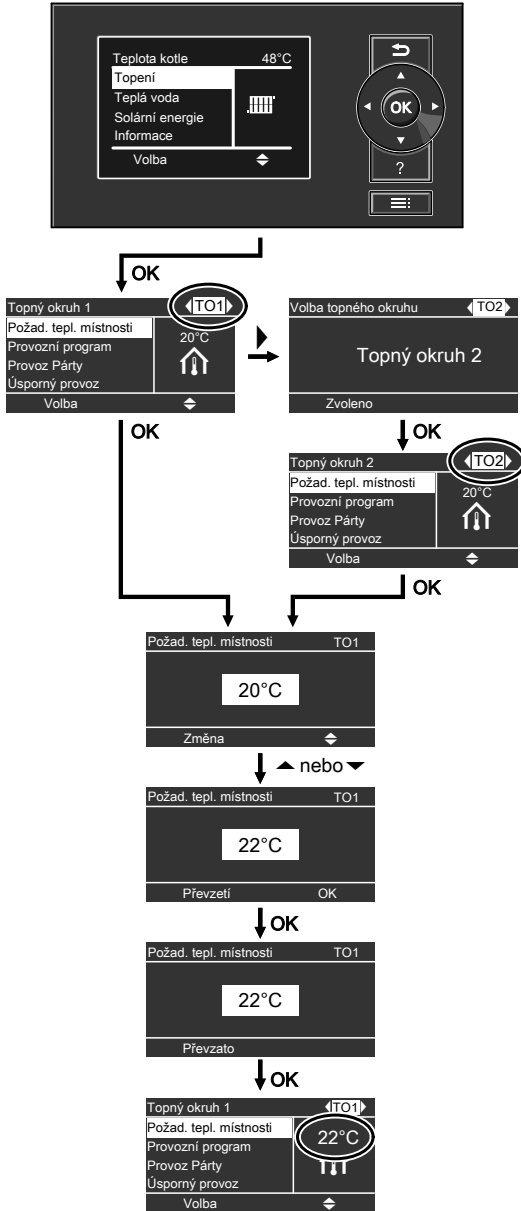 Teplota kotle 48°C
Topení
Teplá voda
Solární energie
Informace
Volba
OK
?
OK
Topný okruh 1 TO1
Požad. tepl. místnosti
Provozní program
Provoz Párty
Úsporný provoz
20°C
Volba
Volba topného okruhu TO2
Topný okruh 2
Zvoleno
OK
OK
Topný okruh 2 TO2
Požad. tepl. místnosti
Provozní program
Provoz Párty
Úsporný provoz
20°C
Volba
OK
Požad. tepl. místnosti TO1
20°C
Změna
nebo
Požad. tepl. místnosti TO1
22°C
Převzetí OK
OK
Požad. tepl. místnosti TO1
22°C
Převzato
OK
Topný okruh 1 TO1
Požad. tepl. místnosti
Provozní program
Provoz Párty
Úsporný provoz
22°C
Volba